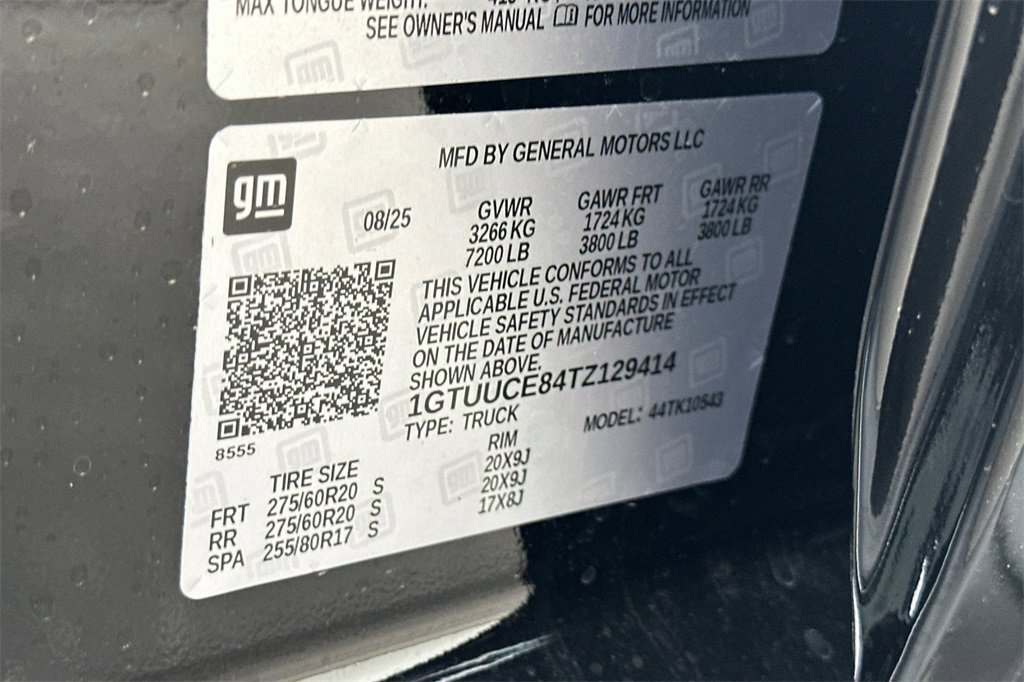 MAX TONGUE WEIGHT:
SEE OWNER'S MANUAL FOR MORE INFORMATION
gm
MFD BY GENERAL MOTORS LLC
08/25
GVWR GAWR FRT GAWR RR
3266 KG 1724 KG 1724 KG
7200 LB 3800 LB 3800 LB
THIS VEHICLE CONFORMS TO ALL
APPLICABLE U.S. FEDERAL MOTOR
VEHICLE SAFETY STANDARDS IN EFFECT
ON THE DATE OF MANUFACTURE
SHOWN ABOVE.
1GTUUCE84TZ129414
TYPE: TRUCK MODEL: 44TK10543
8555
TIRE SIZE RIM
FRT 275/60R20 S 20X9J
RR 275/60R20 S 20X9J
SPA 255/80R17 S 17X8J